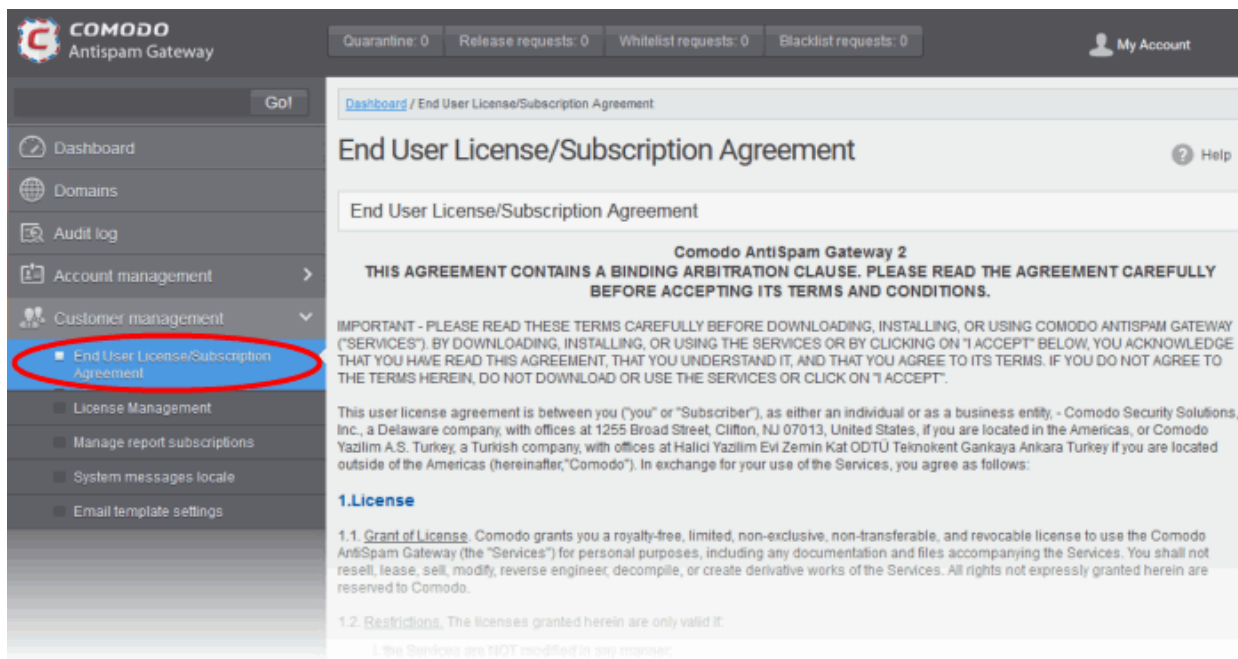 COMODO
Antispam Gateway
Quarantine: 0 Release requests: 0 Whitelist requests: 0 Blacklist requests: 0
My Account
Go!
Dashboard
Domains
Audit log
Account management
Customer management
End User License/Subscription
Agreement
License Management
Manage report subscriptions
System messages locale
Email template settings
Dashboard / End User License/Subscription Agreement
End User License/Subscription Agreement
Help
End User License/Subscription Agreement
Comodo AntiSpam Gateway 2
THIS AGREEMENT CONTAINS A BINDING ARBITRATION CLAUSE. PLEASE READ THE AGREEMENT CAREFULLY
BEFORE ACCEPTING ITS TERMS AND CONDITIONS.
IMPORTANT - PLEASE READ THESE TERMS CAREFULLY BEFORE DOWNLOADING, INSTALLING, OR USING COMODO ANTISPAM GATEWAY
("SERVICES"). BY DOWNLOADING, INSTALLING, OR USING THE SERVICES OR BY CLICKING ON "I ACCEPT" BELOW, YOU ACKNOWLEDGE
THAT YOU HAVE READ THIS AGREEMENT, THAT YOU UNDERSTAND IT, AND THAT YOU AGREE TO ITS TERMS. IF YOU DO NOT AGREE TO
THE TERMS HEREIN, DO NOT DOWNLOAD OR USE THE SERVICES OR CLICK ON "I ACCEPT".
This user license agreement is between you ("you" or "Subscriber"), as either an individual or as a business entity, - Comodo Security Solutions,
Inc., a Delaware company, with offices at 1255 Broad Street, Clifton, NJ 07013, United States, if you are located in the Americas, or Comodo
Yazilim A.S. Turkey, a Turkish company, with offices at Halici Yazilim Evi Zemin Kat ODTÜ Teknokent Gankaya Ankara Turkey if you are located
outside of the Americas (hereinafter,"Comodo"). In exchange for your use of the Services, you agree as follows:
1.License
1.1. Grant of License. Comodo grants you a royalty-free, limited, non-exclusive, non-transferable, and revocable license to use the Comodo
AntiSpam Gateway (the "Services") for personal purposes, including any documentation and files accompanying the Services. You shall not
resell, lease, sell, modify, reverse engineer, decompile, or create derivative works of the Services. All rights not expressly granted herein are
reserved to Comodo.
1.2. Restrictions. The licenses granted herein are only valid if:
i. the Services are NOT modified in any manner;